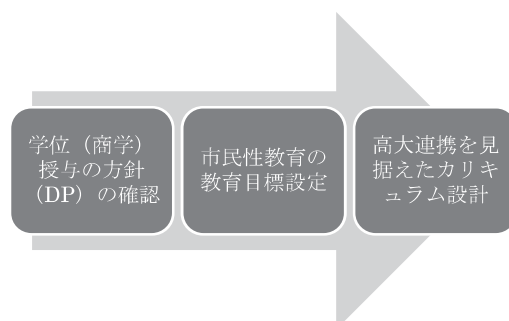 学位（商学）
授与の方針
（DP）の確認
市民性教育の
教育目標設定
高大連携を見
据えたカリキ
ュラム設計